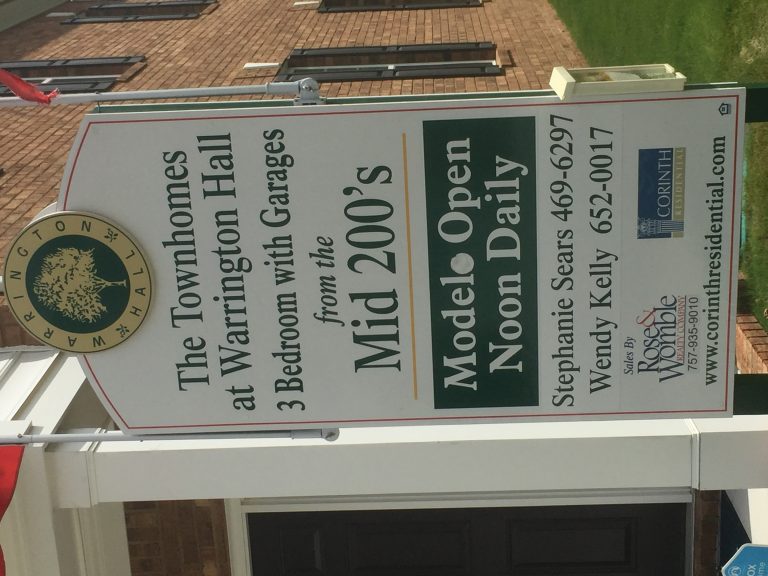 WARRINGTON HALL
The Townhomes
at Warrington Hall
3 Bedroom with Garages
from the
Mid 200's
Model Open
Noon Daily
Stephanie Sears 469-6297
Wendy Kelly 652-0017
Sales By
Rose &
Womble
REALTY COMPANY
757-935-9010
CORINTH
RESIDENTIAL
www.corinthresidential.com
ox
me